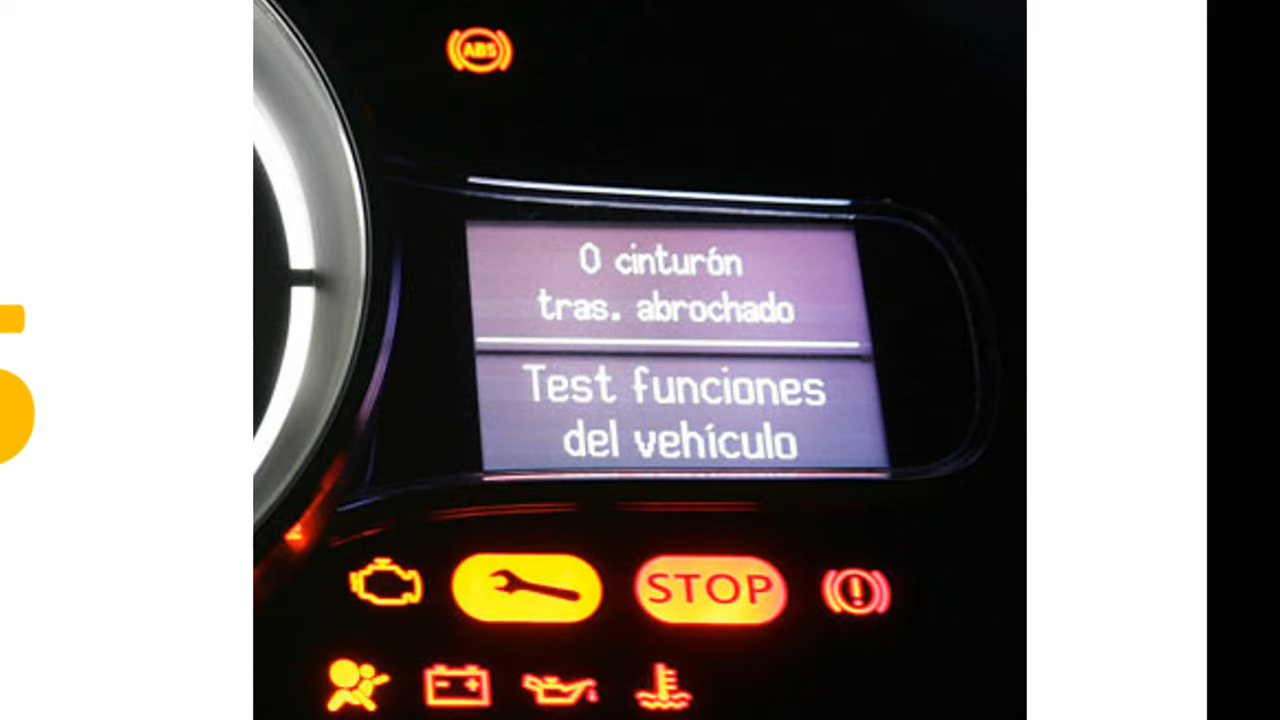 ABS
0 cinturón
tras. abrochado
Test funciones
del vehículo
STOP